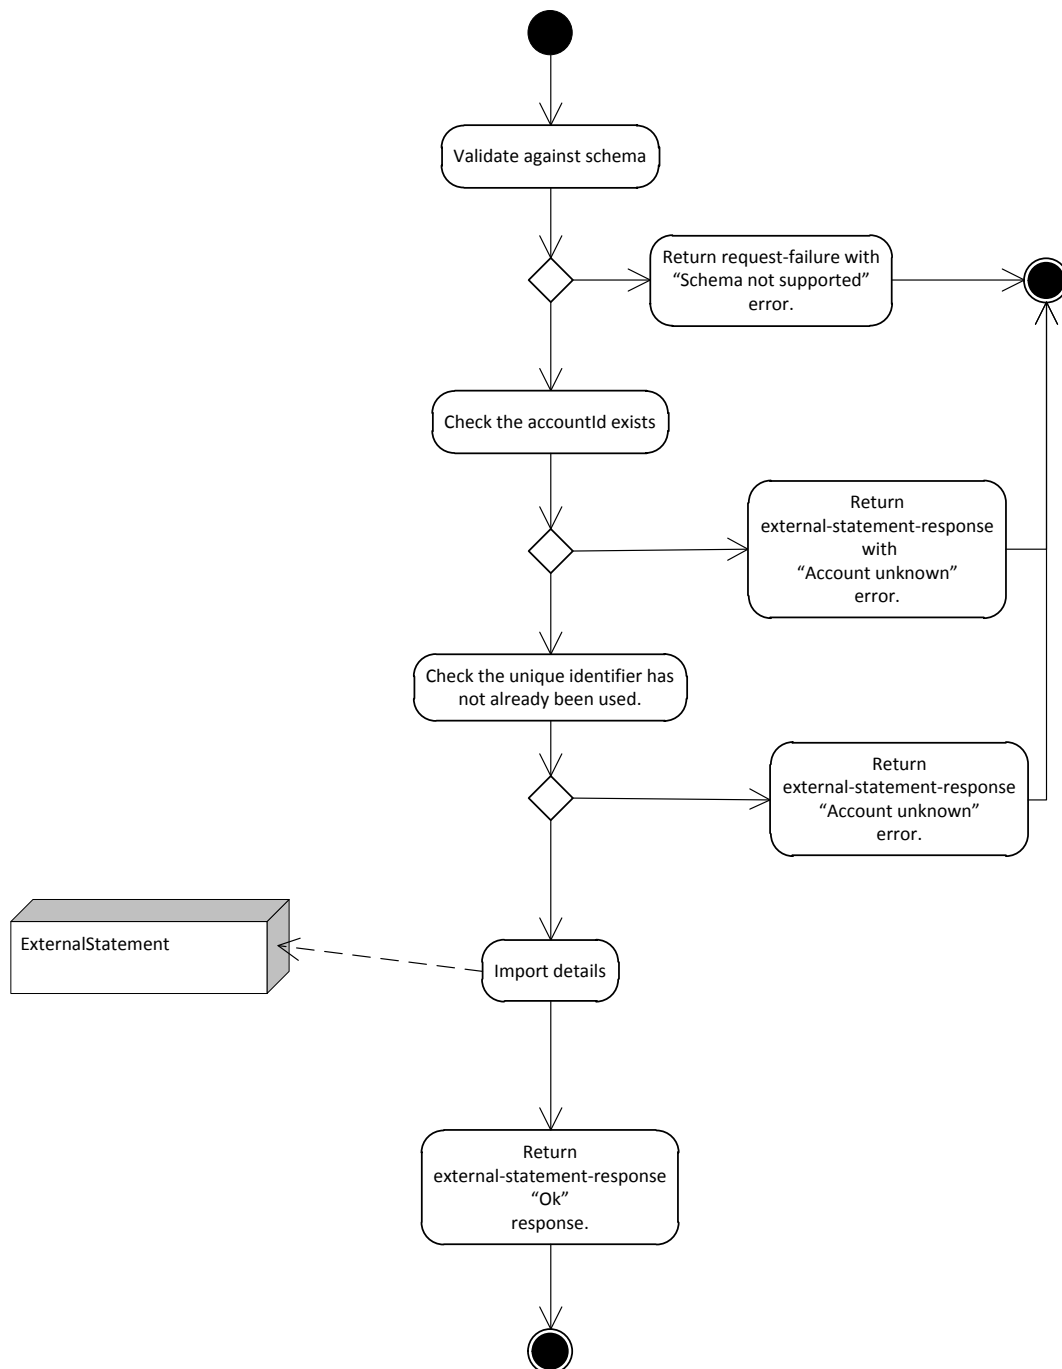 Validate against schema
Return request-failure with
“Schema not supported”
error.
Check the accountId exists
Return
external-statement-response
with
“Account unknown”
error.
Check the unique identifier has
not already been used.
Return
external-statement-response
“Account unknown”
error.
ExternalStatement
Import details
Return
external-statement-response
“Ok”
response.